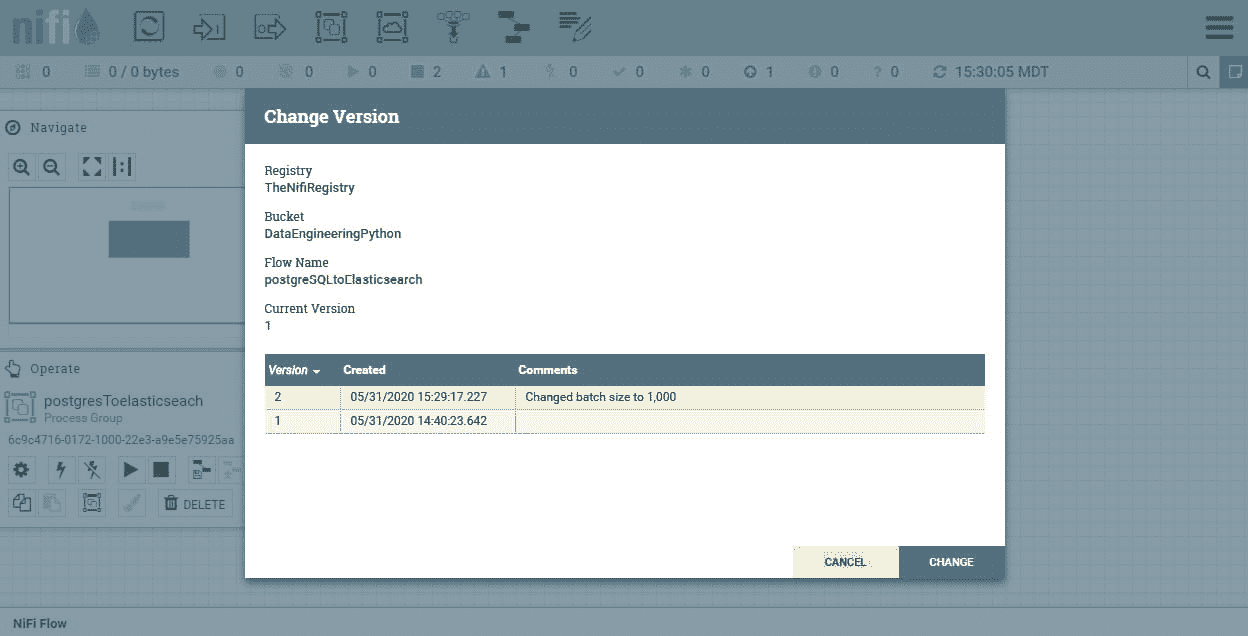 nifi
0 0 / 0 bytes 0 0 0 2 1 0 0 0 1 0 0 15:30:05 MDT
Navigate
Operate
postgresToelasticseach
Process Group
6c9c4716-0172-1000-22e3-a9e5e75925aa
DELETE
Change Version
Registry
TheNifiRegistry
Bucket
DataEngineeringPython
Flow Name
postgreSQLtoElasticsearch
Current Version
1
Version Created Comments
2 05/31/2020 15:29:17.227 Changed batch size to 1,000
1 05/31/2020 14:40:23.642
CANCEL CHANGE
NiFi Flow